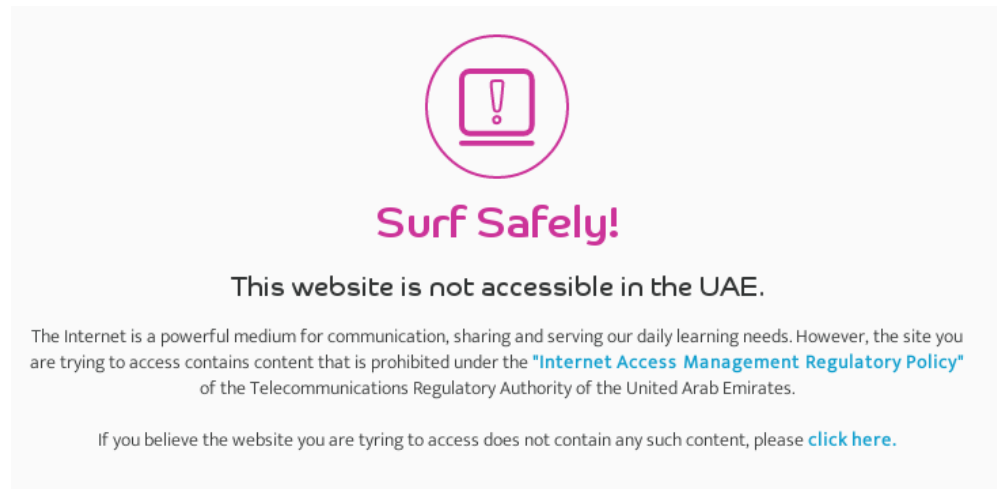 Surf Safely!
This website is not accessible in the UAE.
The Internet is a powerful medium for communication, sharing and serving our daily learning needs. However, the site you
are trying to access contains content that is prohibited under the "Internet Access Management Regulatory Policy"
of the Telecommunications Regulatory Authority of the United Arab Emirates.
If you believe the website you are tyring to access does not contain any such content, please click here.